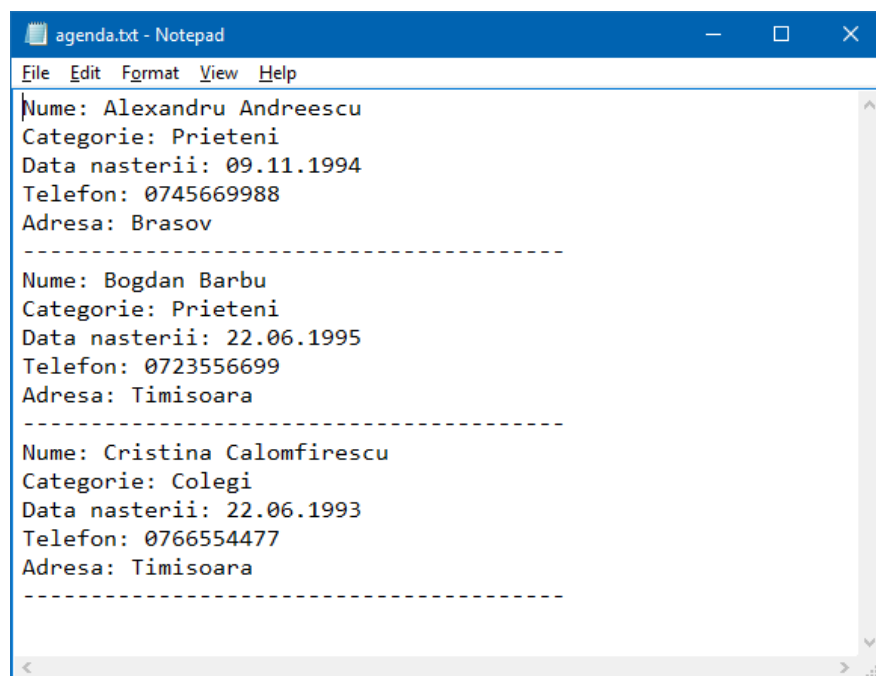 agenda.txt - Notepad
File Edit Format View Help
Nume: Alexandru Andreescu
Categorie: Prieteni
Data nasterii: 09.11.1994
Telefon: 0745669988
Adresa: Brasov
----------------------------------------
Nume: Bogdan Barbu
Categorie: Prieteni
Data nasterii: 22.06.1995
Telefon: 0723556699
Adresa: Timisoara
----------------------------------------
Nume: Cristina Calomfirescu
Categorie: Colegi
Data nasterii: 22.06.1993
Telefon: 0766554477
Adresa: Timisoara
----------------------------------------